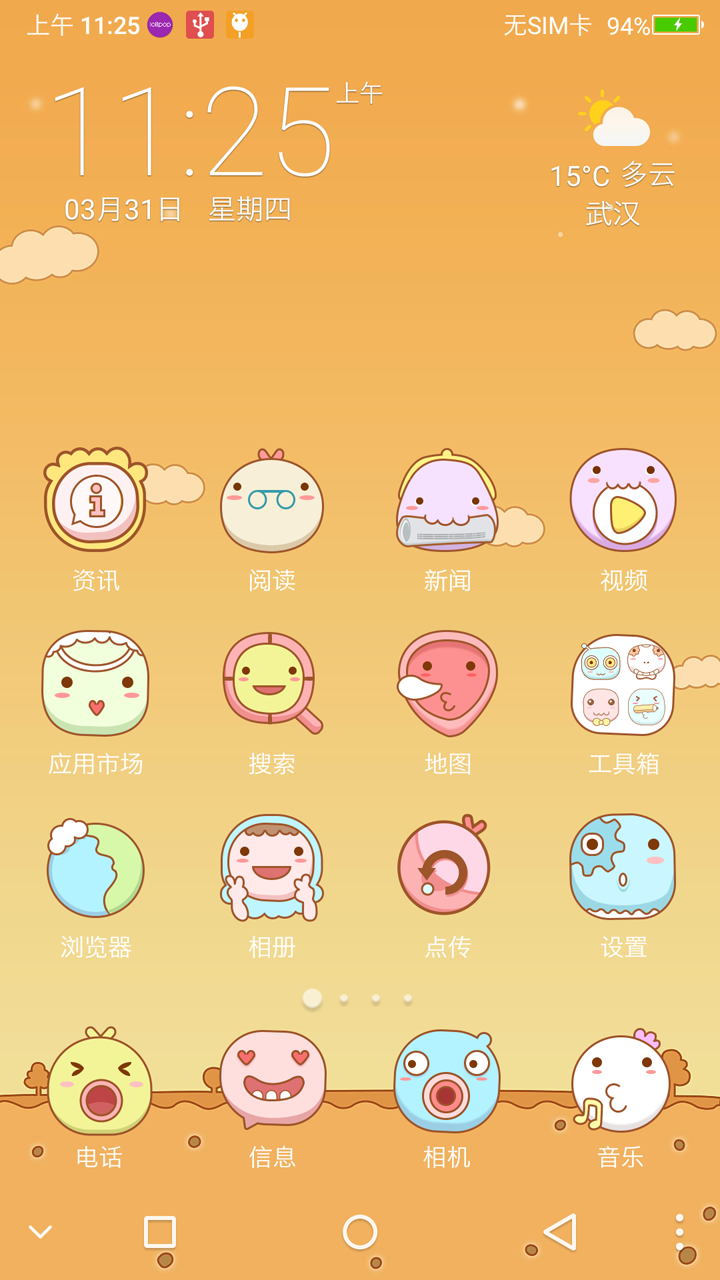 上午 11:25 lollipop 无SIM卡 94%
11:25 上午
03月31日 星期四
15°C 多云
武汉
资讯 阅读 新闻 视频
应用市场 搜索 地图 工具箱
浏览器 相册 点传 设置
电话 信息 相机 音乐